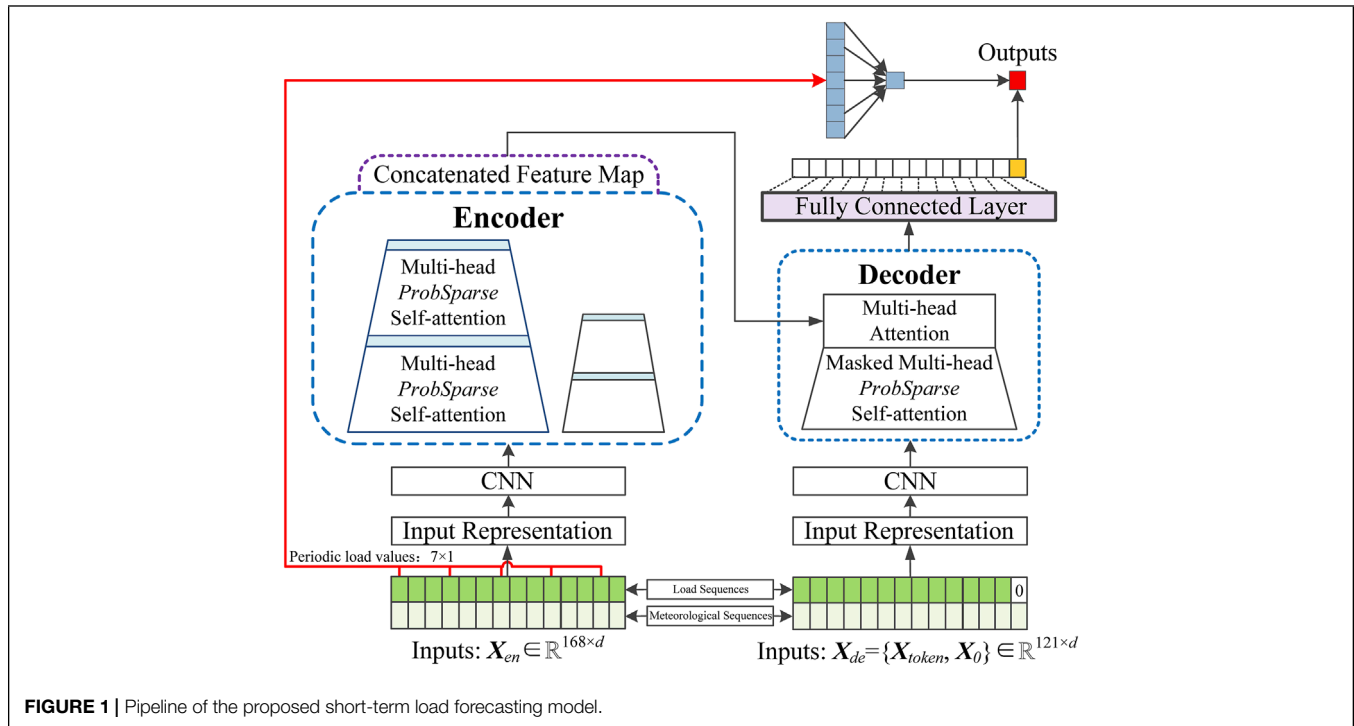 Outputs
Concatenated Feature Map
Encoder
Multi-head
ProbSparse
Self-attention
Multi-head
ProbSparse
Self-attention
Fully Connected Layer
Decoder
Multi-head
Attention
Masked Multi-head
ProbSparse
Self-attention
CNN
CNN
Input Representation
Input Representation
Periodic load values：7×1
Load Sequences
0
Meteorological Sequences
Inputs: X_en ∈ ℝ^{168×d}
Inputs: X_de={X_token, X_0} ∈ ℝ^{121×d}
FIGURE 1 | Pipeline of the proposed short-term load forecasting model.